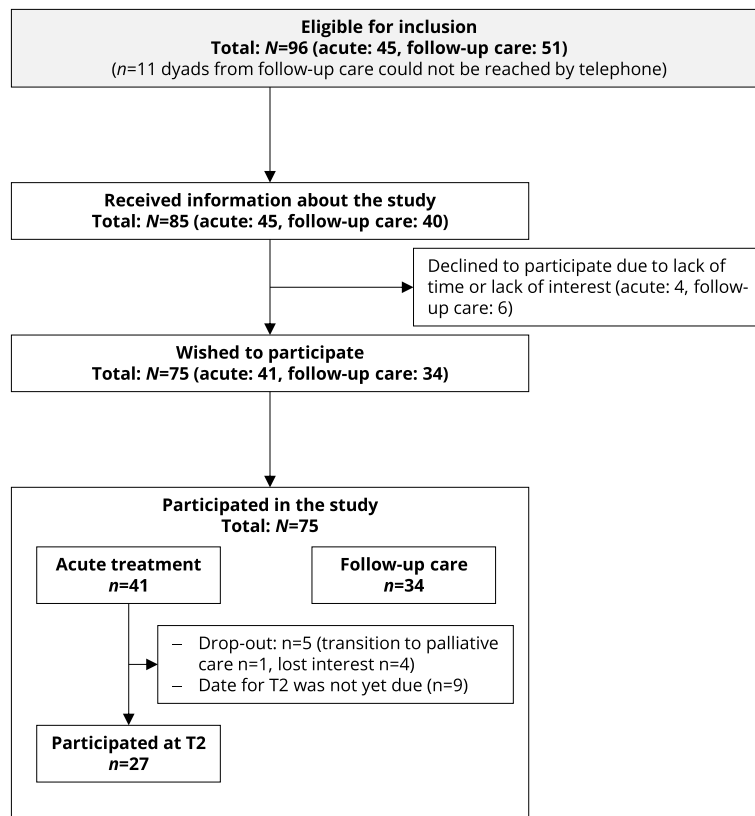 Eligible for inclusion
Total: N=96 (acute: 45, follow-up care: 51)
(n=11 dyads from follow-up care could not be reached by telephone)
Received information about the study
Total: N=85 (acute: 45, follow-up care: 40)
Declined to participate due to lack of
time or lack of interest (acute: 4, follow-
up care: 6)
Wished to participate
Total: N=75 (acute: 41, follow-up care: 34)
Participated in the study
Total: N=75
Acute treatment
n=41
Follow-up care
n=34
– Drop-out: n=5 (transition to palliative
care n=1, lost interest n=4)
– Date for T2 was not yet due (n=9)
Participated at T2
n=27